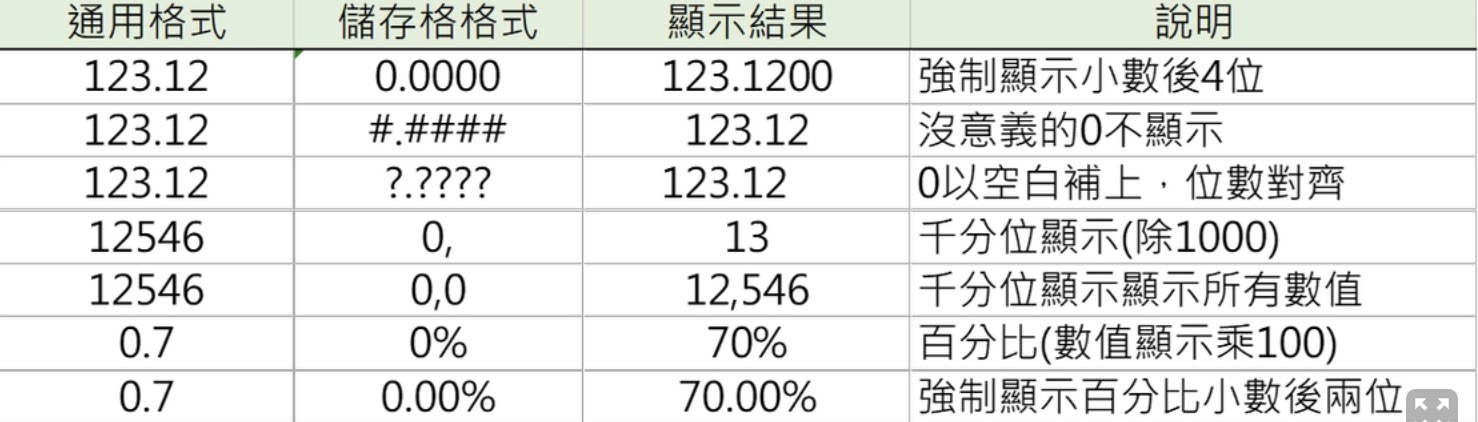 通用格式 儲存格格式 顯示結果 說明
123.12 0.0000 123.1200 強制顯示小數後4位
123.12 #.#### 123.12 沒意義的0不顯示
123.12 ?.???? 123.12 0以空白補上，位數對齊
12546 0, 13 千分位顯示(除1000)
12546 0,0 12,546 千分位顯示顯示所有數值
0.7 0% 70% 百分比(數值顯示乘100)
0.7 0.00% 70.00% 強制顯示百分比小數後兩位